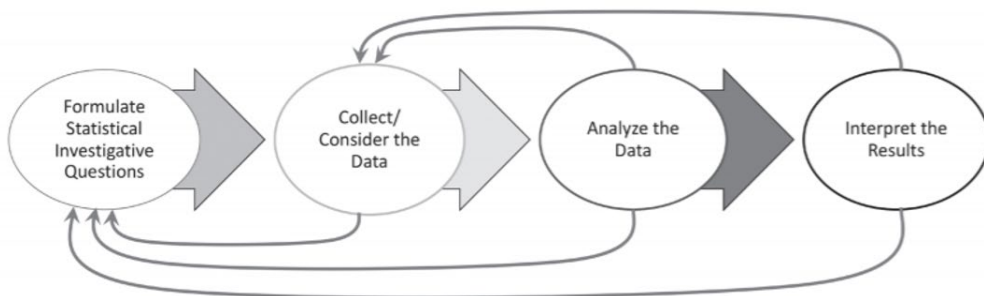 Formulate
Statistical
Investigative
Questions
Collect/
Consider the
Data
Analyze the
Data
Interpret the
Results